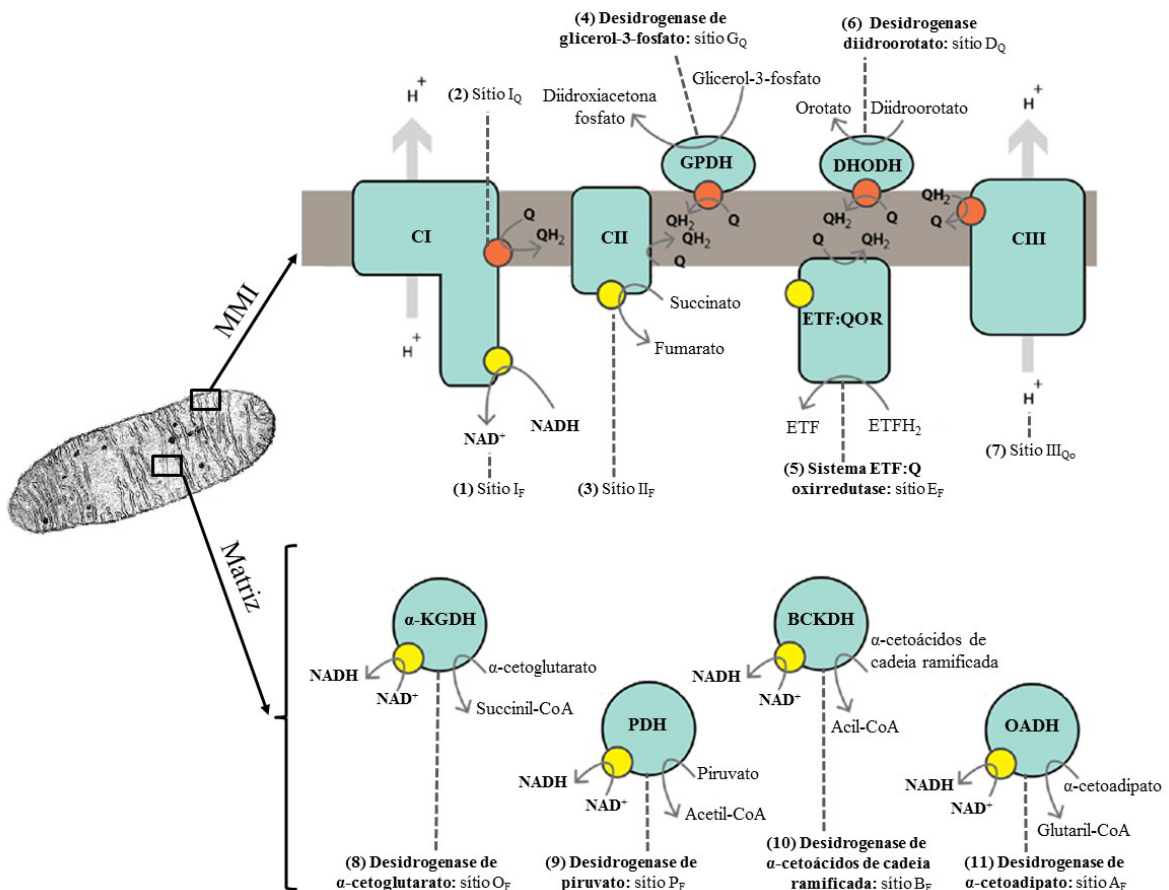 (4) Desidrogenase de
glicerol-3-fosfato: sítio GQ
(6) Desidrogenase
diidroorotato: sítio DQ
H+
(2) Sítio IQ
Diidroxiacetona
fosfato
Glicerol-3-fosfato
Orotato
Diidroorotato
H+
GPDH
DHODH
CI
Q
QH2
CII
QH2
Q
QH2
Q
QH2
Q
Q
QH2
QH2
Q
CIII
MMI
H+
Succinato
Fumarato
ETF:QOR
NAD+
NADH
ETF
ETFH2
H+
(1) Sítio IF
(3) Sítio IIF
(5) Sistema ETF:Q
oxirredutase: sítio EF
(7) Sítio IIIQo
Matriz
α-KGDH
NADH
NAD+
α-cetoglutarato
Succinil-CoA
PDH
NADH
NAD+
Piruvato
Acetil-CoA
BCKDH
NADH
NAD+
α-cetoácidos de
cadeia ramificada
Acil-CoA
OADH
NADH
NAD+
α-cetoadipato
Glutaril-CoA
(8) Desidrogenase de
α-cetoglutarato: sítio OF
(9) Desidrogenase de
piruvato: sítio PF
(10) Desidrogenase de
α-cetoácidos de cadeia
ramificada: sítio BF
(11) Desidrogenase de
α-cetoadipato: sítio AF